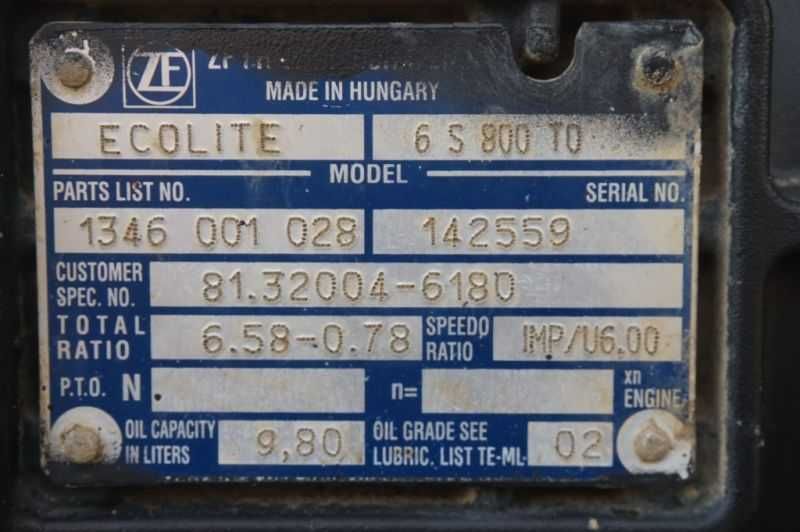 ZF
MADE IN HUNGARY
ECOLITE 6 S 800 TO
MODEL
PARTS LIST NO. SERIAL NO.
1346 001 028 142559
CUSTOMER
SPEC. NO. 81.32004-6180
TOTAL
RATIO 6.58-0.78 SPEEDO
RATIO IMP/U6.00
P.T.O. N n= xn
ENGINE
OIL CAPACITY
IN LITERS 9,80 OIL GRADE SEE
LUBRIC. LIST TE-ML- 02